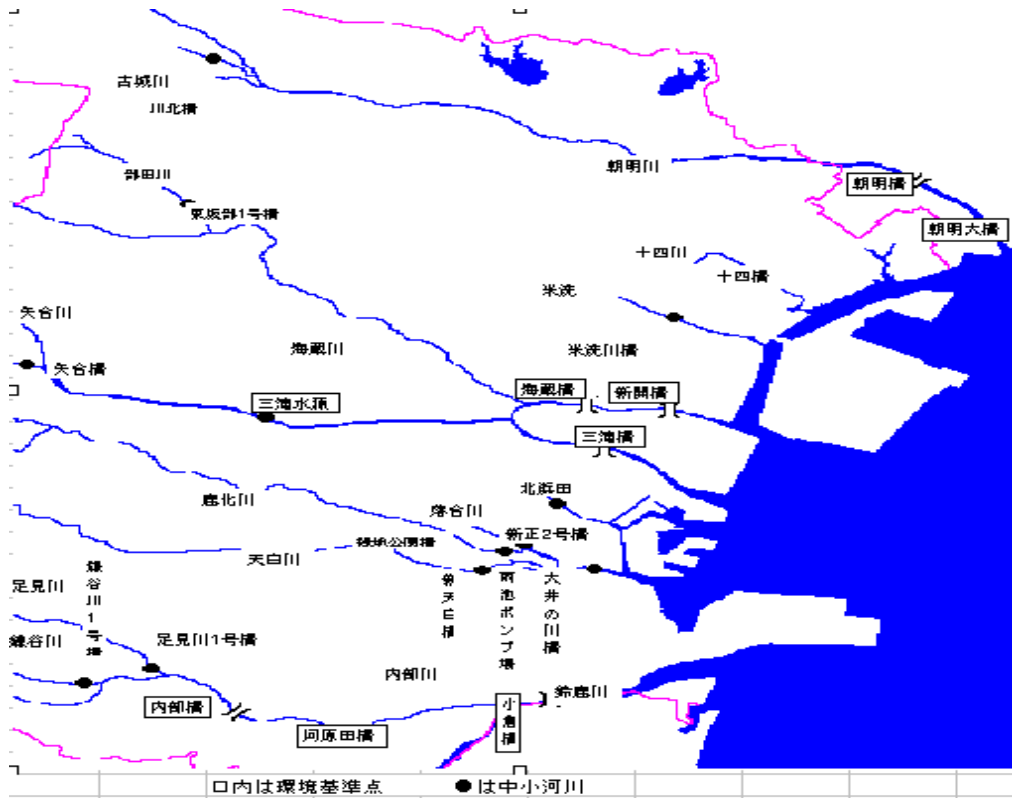 古城川
川北橋
部田川
東坂部1号橋
朝明川
朝明橋
朝明大橋
十四川
十四橋
米洗
米洗川橋
矢合川
矢合橋
海蔵川
三滝水源
海蔵橋
新開橋
三滝橋
鹿化川
落合川
北浜田
新正2号橋
天白川
足見川
鎌谷川1号橋
鎌谷川
足見川1号橋
雨池ポンプ場
大井の川橋
内部川
内部橋
河原田橋
小倉橋
鈴鹿川
□内は環境基準点
●は中小河川